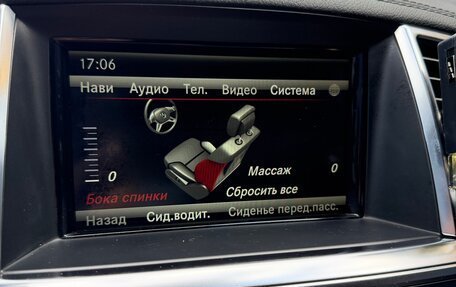 17:06
Нави Аудио Тел. Видео Система
0 Массаж 0
Бока спинки Сбросить все
Назад Сид.водит. Сиденье перед.пасс.